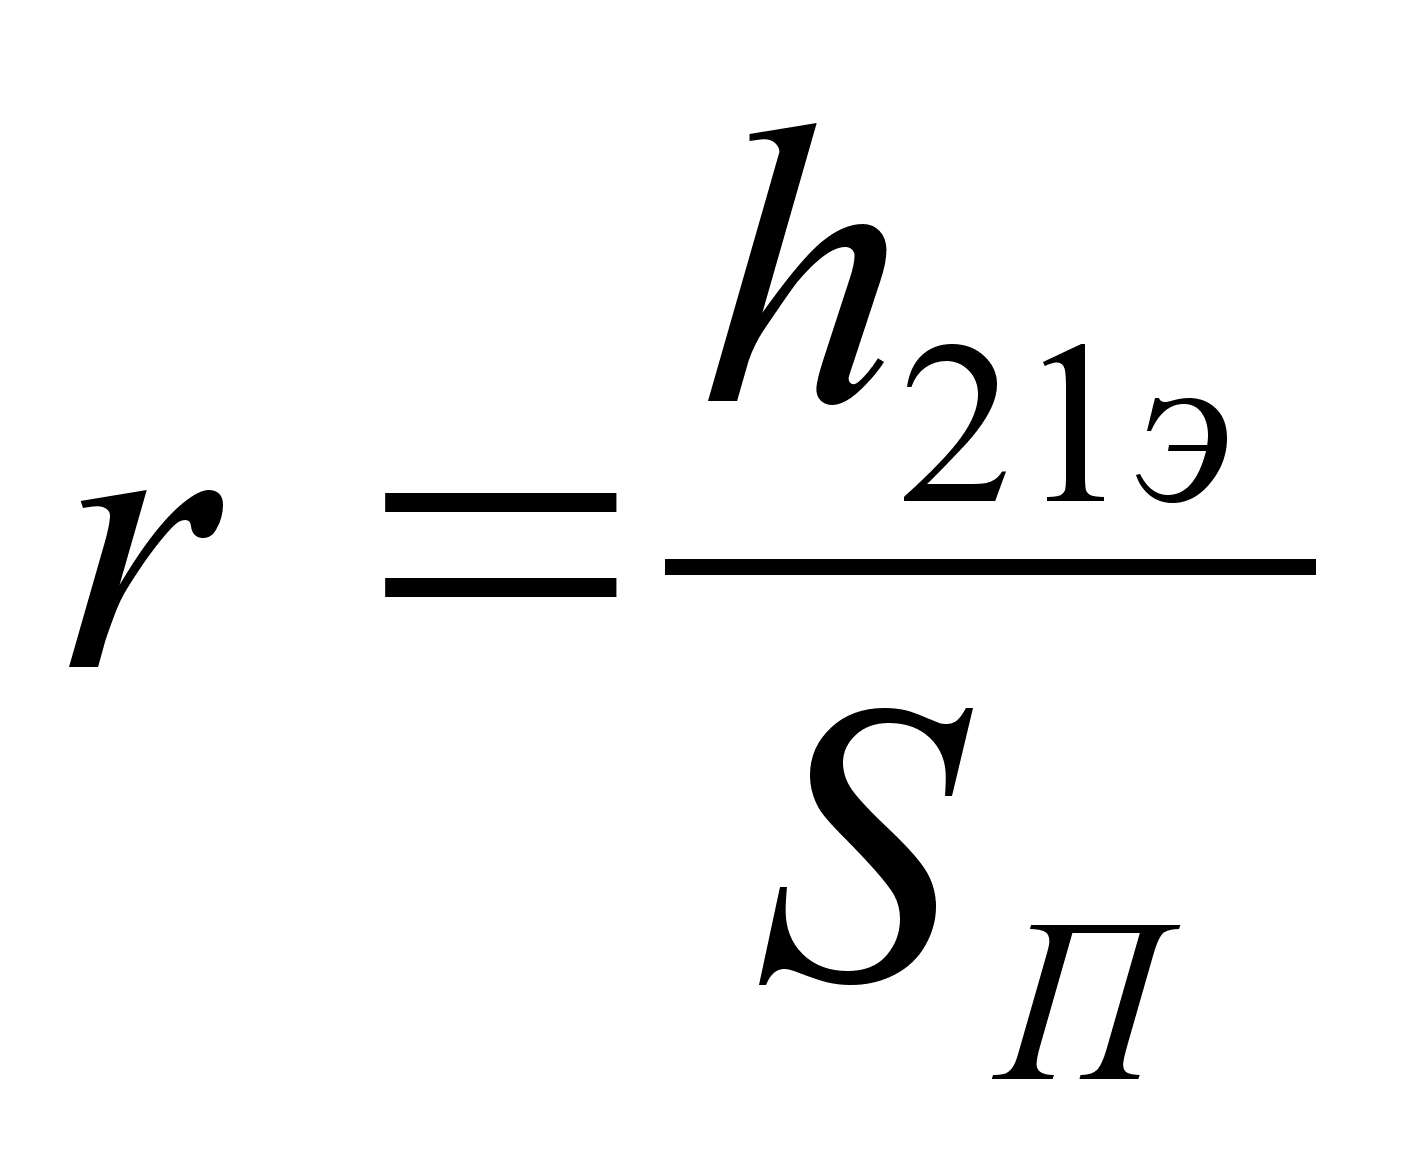 r = h21э / SП